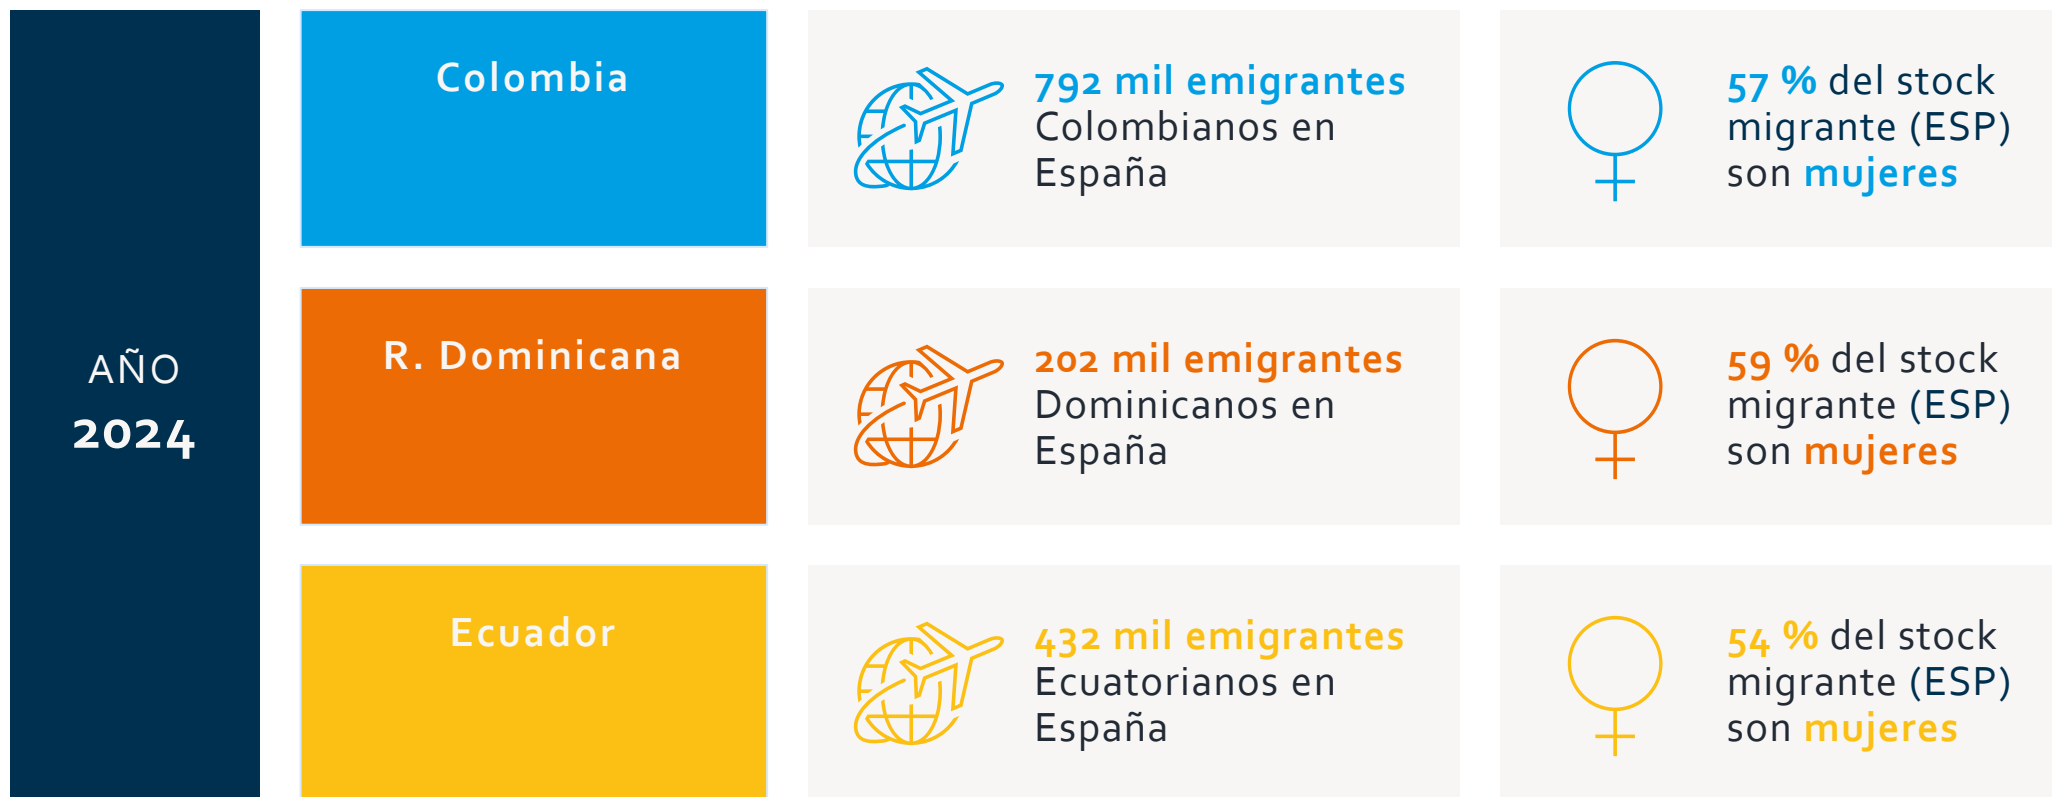 AÑO
2024
Colombia
792 mil emigrantes
Colombianos en
España
57 % del stock
migrante (ESP)
son mujeres
R. Dominicana
202 mil emigrantes
Dominicanos en
España
59 % del stock
migrante (ESP)
son mujeres
Ecuador
432 mil emigrantes
Ecuatorianos en
España
54 % del stock
migrante (ESP)
son mujeres